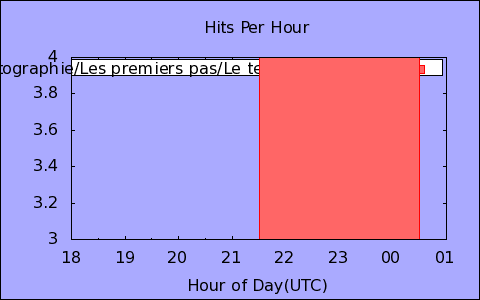 Hits Per Hour
4
tographie/Les premiers pas/Le te
3.8
3.6
3.4
3.2
3
18 19 20 21 22 23 00 01
Hour of Day(UTC)